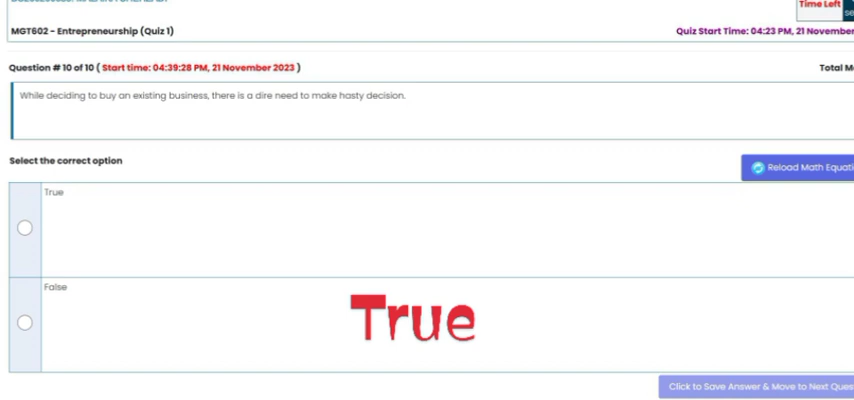 Time Left
MGT602 - Entrepreneurship (Quiz 1)
Quiz Start Time: 04:23 PM, 21 November
Question # 10 of 10 ( Start time: 04:39:28 PM, 21 November 2023 )
Total M
While deciding to buy an existing business, there is a dire need to make hasty decision.
Select the correct option
Reload Math Equati
True
False
True
Click to Save Answer & Move to Next Ques